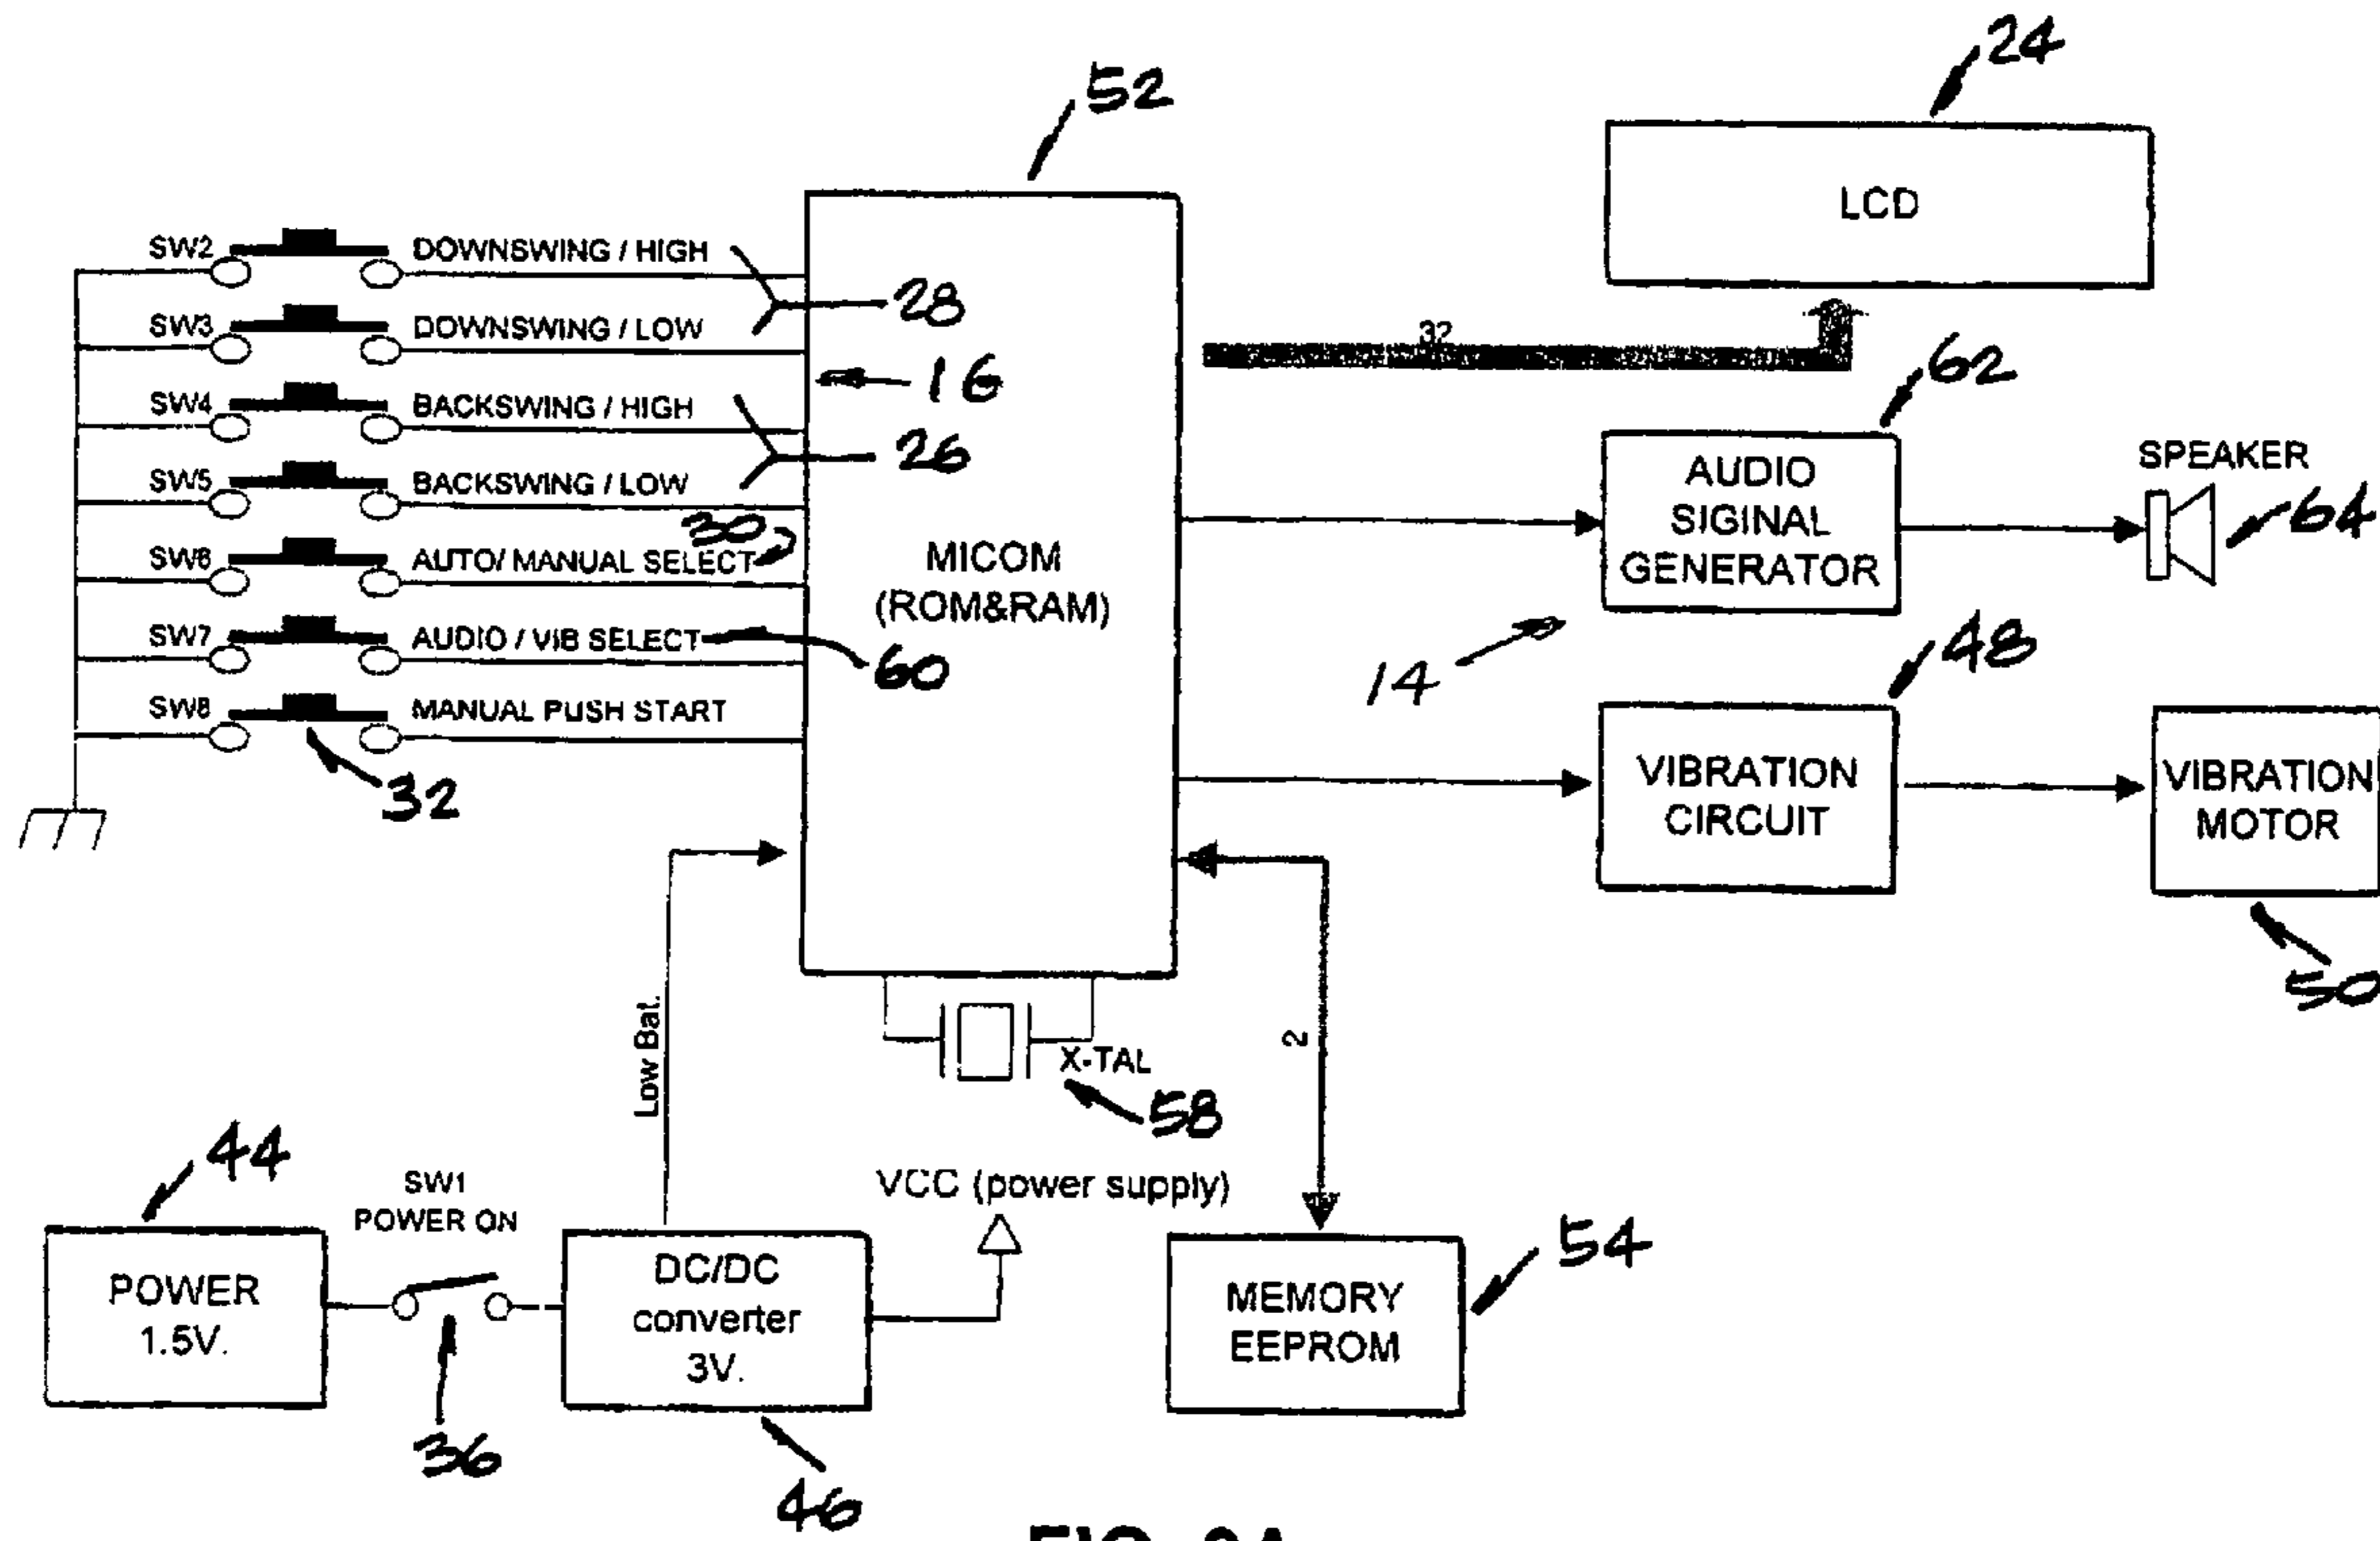 24
52
LCD
SW2 DOWNSWING / HIGH
28
SW3 DOWNSWING / LOW
32
16
62
SW4 BACKSWING / HIGH
26
SW5 BACKSWING / LOW
30
SW6 AUTO/ MANUAL SELECT
SW7 AUDIO / VIB SELECT
60
SW8 MANUAL PUSH START
32
MICOM
(ROM&RAM)
AUDIO
SIGINAL
GENERATOR
SPEAKER
64
14
48
VIBRATION
CIRCUIT
VIBRATION
MOTOR
50
Low Bat.
X-TAL
58
2
44
SW1
POWER ON
VCC (power supply)
POWER
1.5V.
36
DC/DC
converter
3V.
46
MEMORY
EEPROM
54